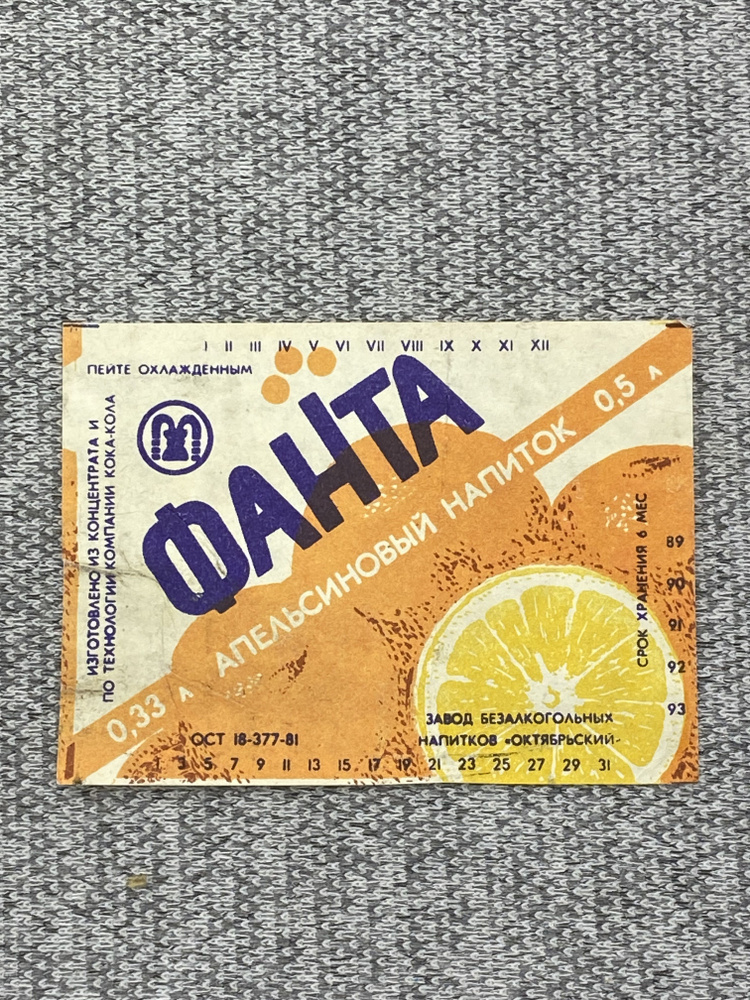 I II III IV V VI VII VIII IX X XI XII
ПЕЙТЕ ОХЛАЖДЕННЫМ
ИЗГОТОВЛЕНО ИЗ КОНЦЕНТРАТА И
ПО ТЕХНОЛОГИИ КОМПАНИИ КОКА-КОЛА
ФАНТА
0,33 л АПЕЛЬСИНОВЫЙ НАПИТОК 0,5 л
СРОК ХРАНЕНИЯ 6 МЕС
89
90
91
92
93
ЗАВОД БЕЗАЛКОГОЛЬНЫХ
НАПИТКОВ «ОКТЯБРЬСКИЙ»
ОСТ 18-377-81
1 3 5 7 9 11 13 15 17 19 21 23 25 27 29 31